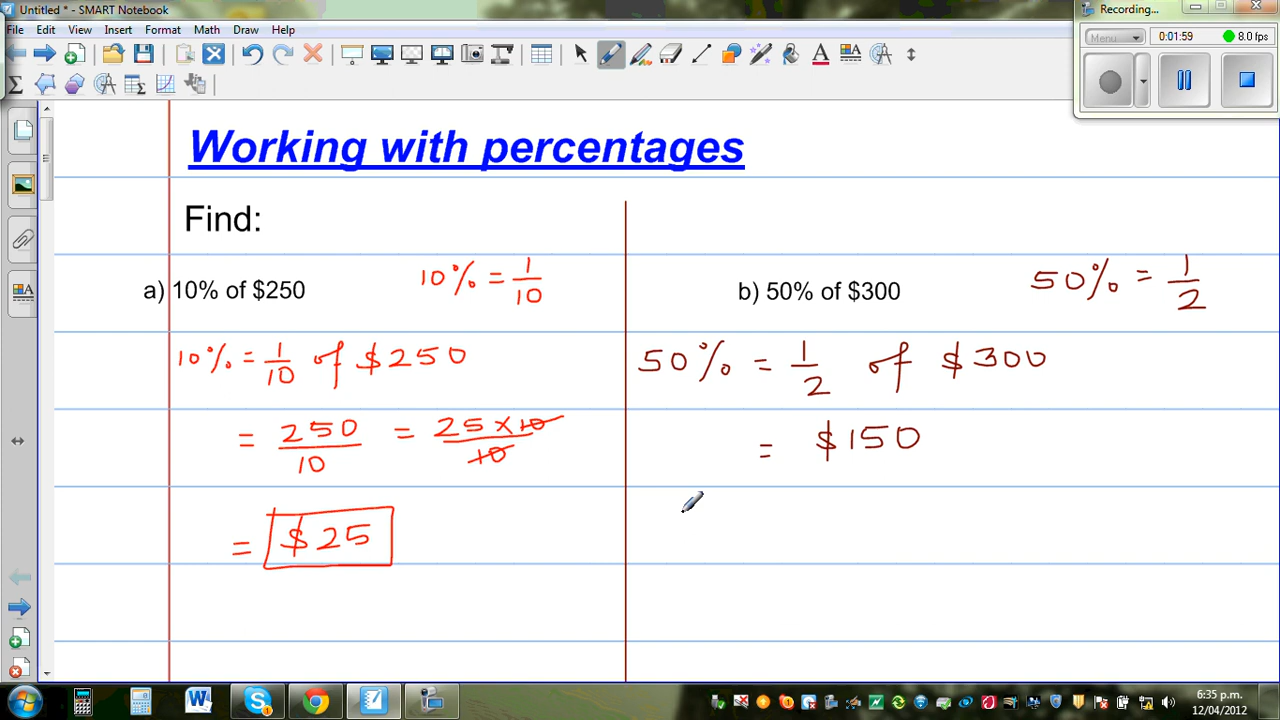 Untitled * - SMART Notebook
Recording...
File Edit View Insert Format Math Draw Help
Menu
0:01:59
8.0 fps
Working with percentages
Find:
a) 10% of $250
10% = 1/10
10% = 1/10 of $250
= 250/10 = 25 x 10/10
= $25
b) 50% of $300
50% = 1/2
50% = 1/2 of $300
= $150
6:35 p.m.
12/04/2012